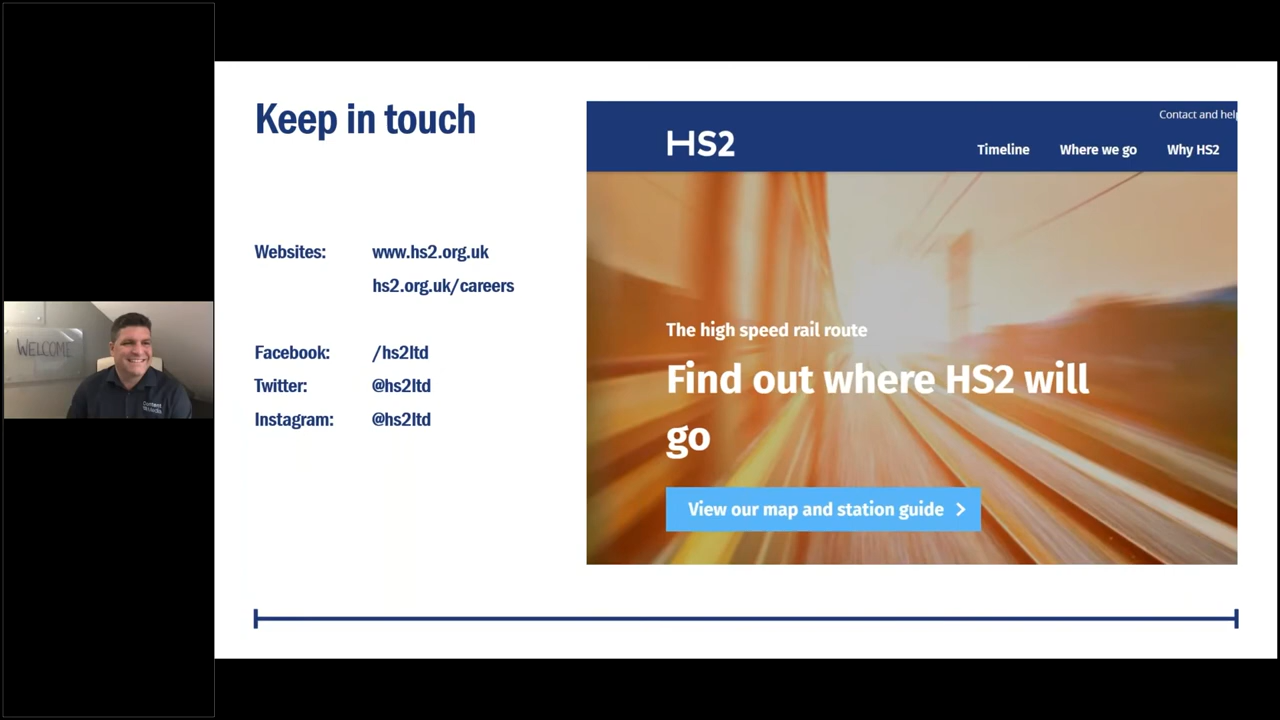 Keep in touch
Websites: www.hs2.org.uk
hs2.org.uk/careers
Facebook: /hs2ltd
Twitter: @hs2ltd
Instagram: @hs2ltd
Contact and help
HS2
Timeline Where we go Why HS2
The high speed rail route
Find out where HS2 will
go
View our map and station guide
WELCOME